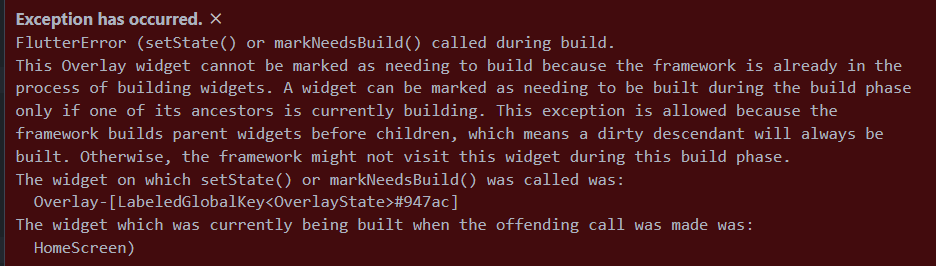 Exception has occurred. ×
FlutterError (setState() or markNeedsBuild() called during build.
This Overlay widget cannot be marked as needing to build because the framework is already in the
process of building widgets. A widget can be marked as needing to be built during the build phase
only if one of its ancestors is currently building. This exception is allowed because the
framework builds parent widgets before children, which means a dirty descendant will always be
built. Otherwise, the framework might not visit this widget during this build phase.
The widget on which setState() or markNeedsBuild() was called was:
  Overlay-[LabeledGlobalKey<OverlayState>#947ac]
The widget which was currently being built when the offending call was made was:
  HomeScreen)